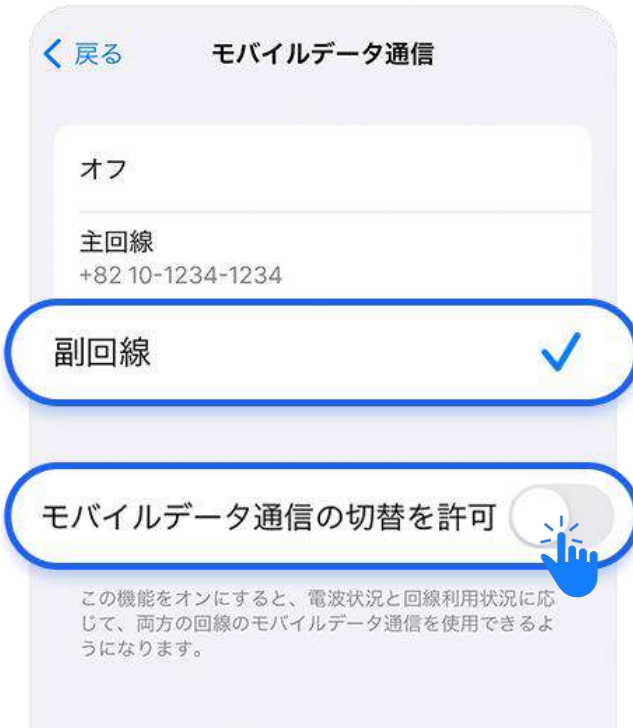 戻る
モバイルデータ通信
オフ
主回線
+82 10-1234-1234
副回線
モバイルデータ通信の切替を許可
この機能をオンにすると、電波状況と回線利用状況に応
じて、両方の回線のモバイルデータ通信を使用できるよ
うになります。